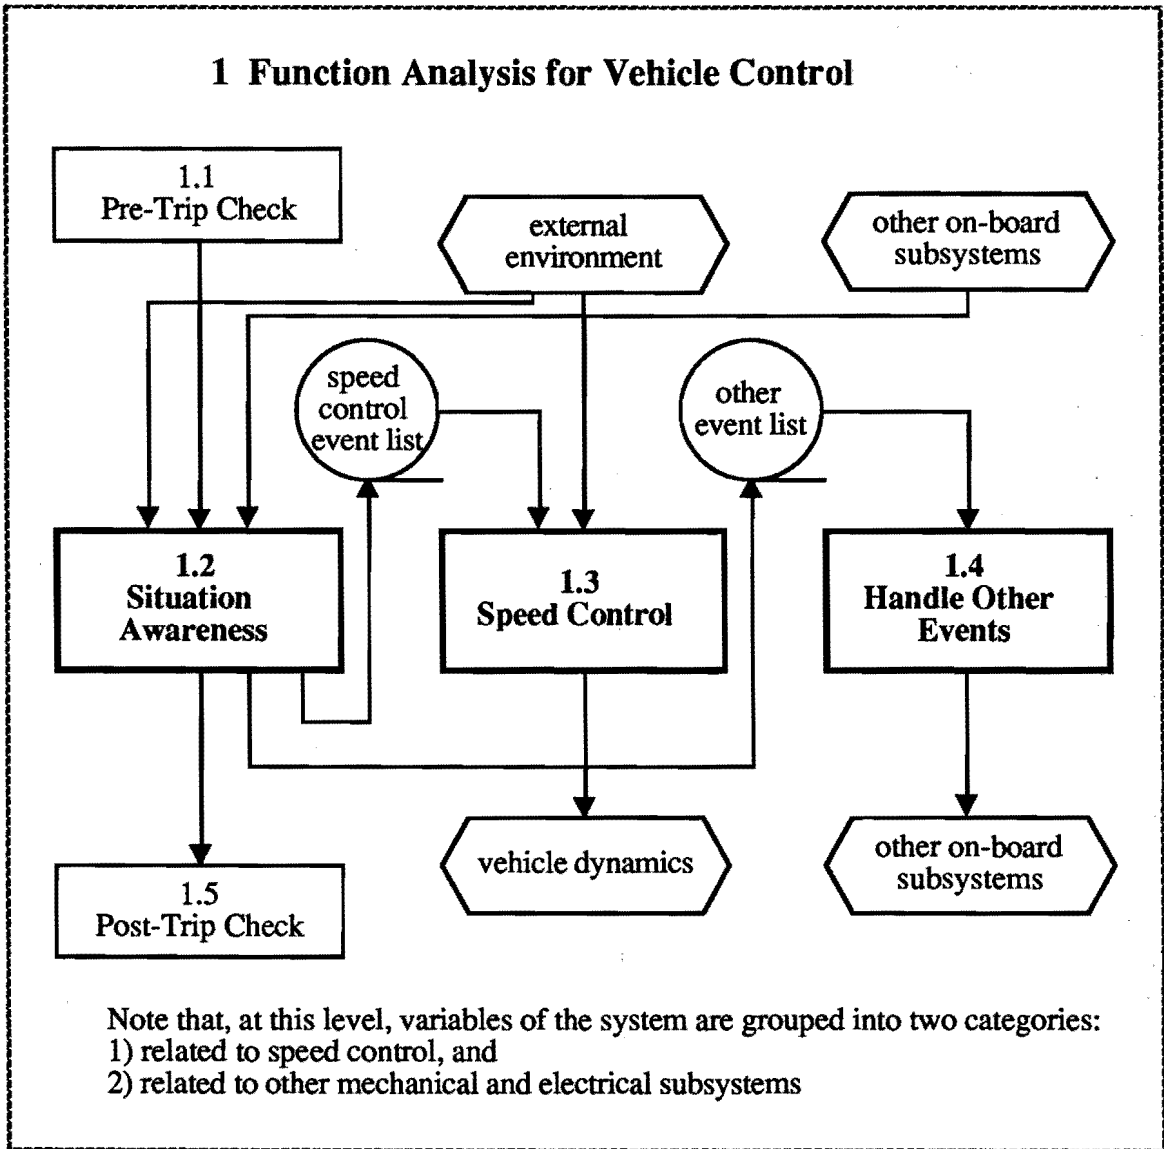 1 Function Analysis for Vehicle Control
1.1
Pre-Trip Check
external
environment
other on-board
subsystems
speed
control
event list
other
event list
1.2
Situation
Awareness
1.3
Speed Control
1.4
Handle Other
Events
1.5
Post-Trip Check
vehicle dynamics
other on-board
subsystems
Note that, at this level, variables of the system are grouped into two categories:
1) related to speed control, and
2) related to other mechanical and electrical subsystems